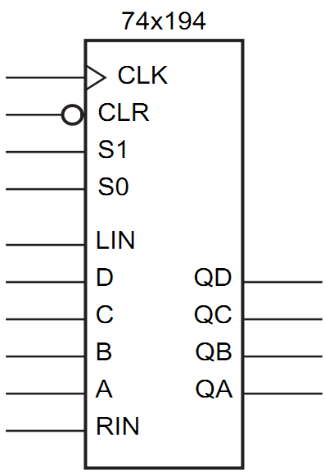 74x194
CLK
CLR
S1
S0
LIN
D QD
C QC
B QB
A QA
RIN